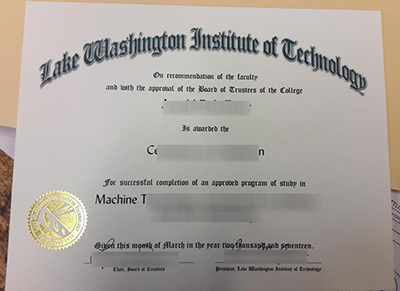 Lake Washington Institute of Technology
On recommendation of the faculty
and with the approval of the Board of Trustees of the College
Is awarded the
For successful completion of an approved program of study in
Machine
Given this month of March in the year two thousand and seventeen.
Chair, Board of Trustees
President, Lake Washington Institute of Technology